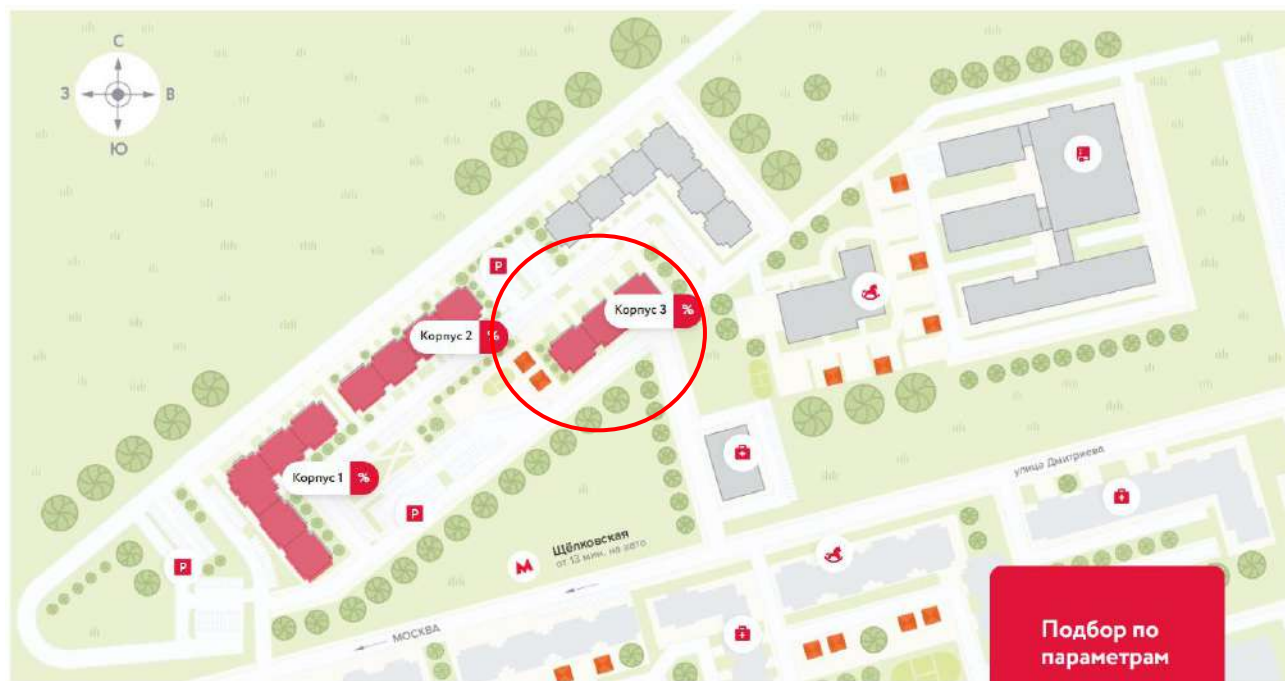 С
З
В
Ю
P
Корпус 3 %
Корпус 2 %
Корпус 1 %
P
P
улица Дмитриева
М
Щёлковская
от 13 мин. на авто
МОСКВА
Подбор по
параметрам